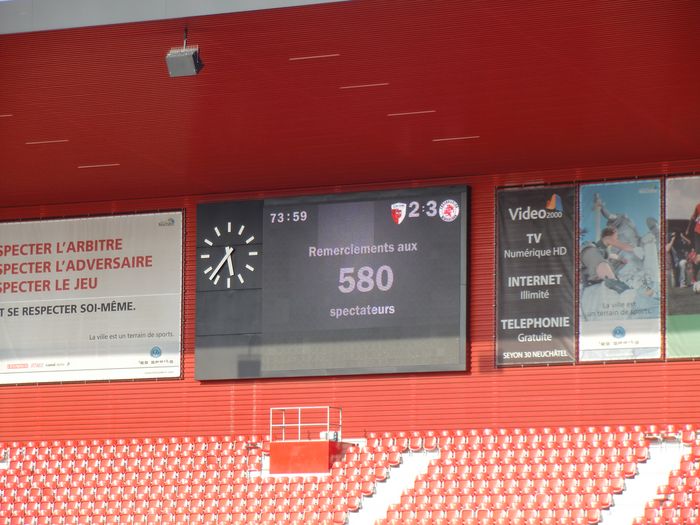 SPECTER L'ARBITRE
SPECTER L'ADVERSAIRE
SPECTER LE JEU
T SE RESPECTER SOI-MÊME.
La ville est un terrain de sports.
73:59
2:3
Remerciements aux
580
spectateurs
Video2000
TV
Numérique HD
INTERNET
Illimité
TELEPHONIE
Gratuite
SEYON 30 NEUCHÂTEL
La ville est
un terrain de sports